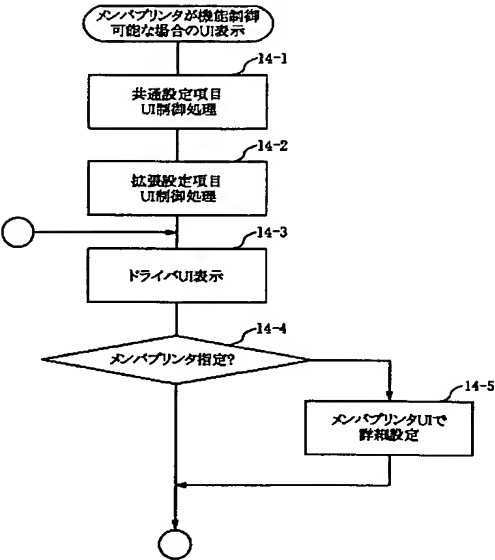 メンバプリンタが機能制御
可能な場合のUI表示
14-1
共通設定項目
UI制御処理
14-2
拡張設定項目
UI制御処理
14-3
ドライバUI表示
14-4
メンバプリンタ指定?
14-5
メンバプリンタUIで
詳細設定